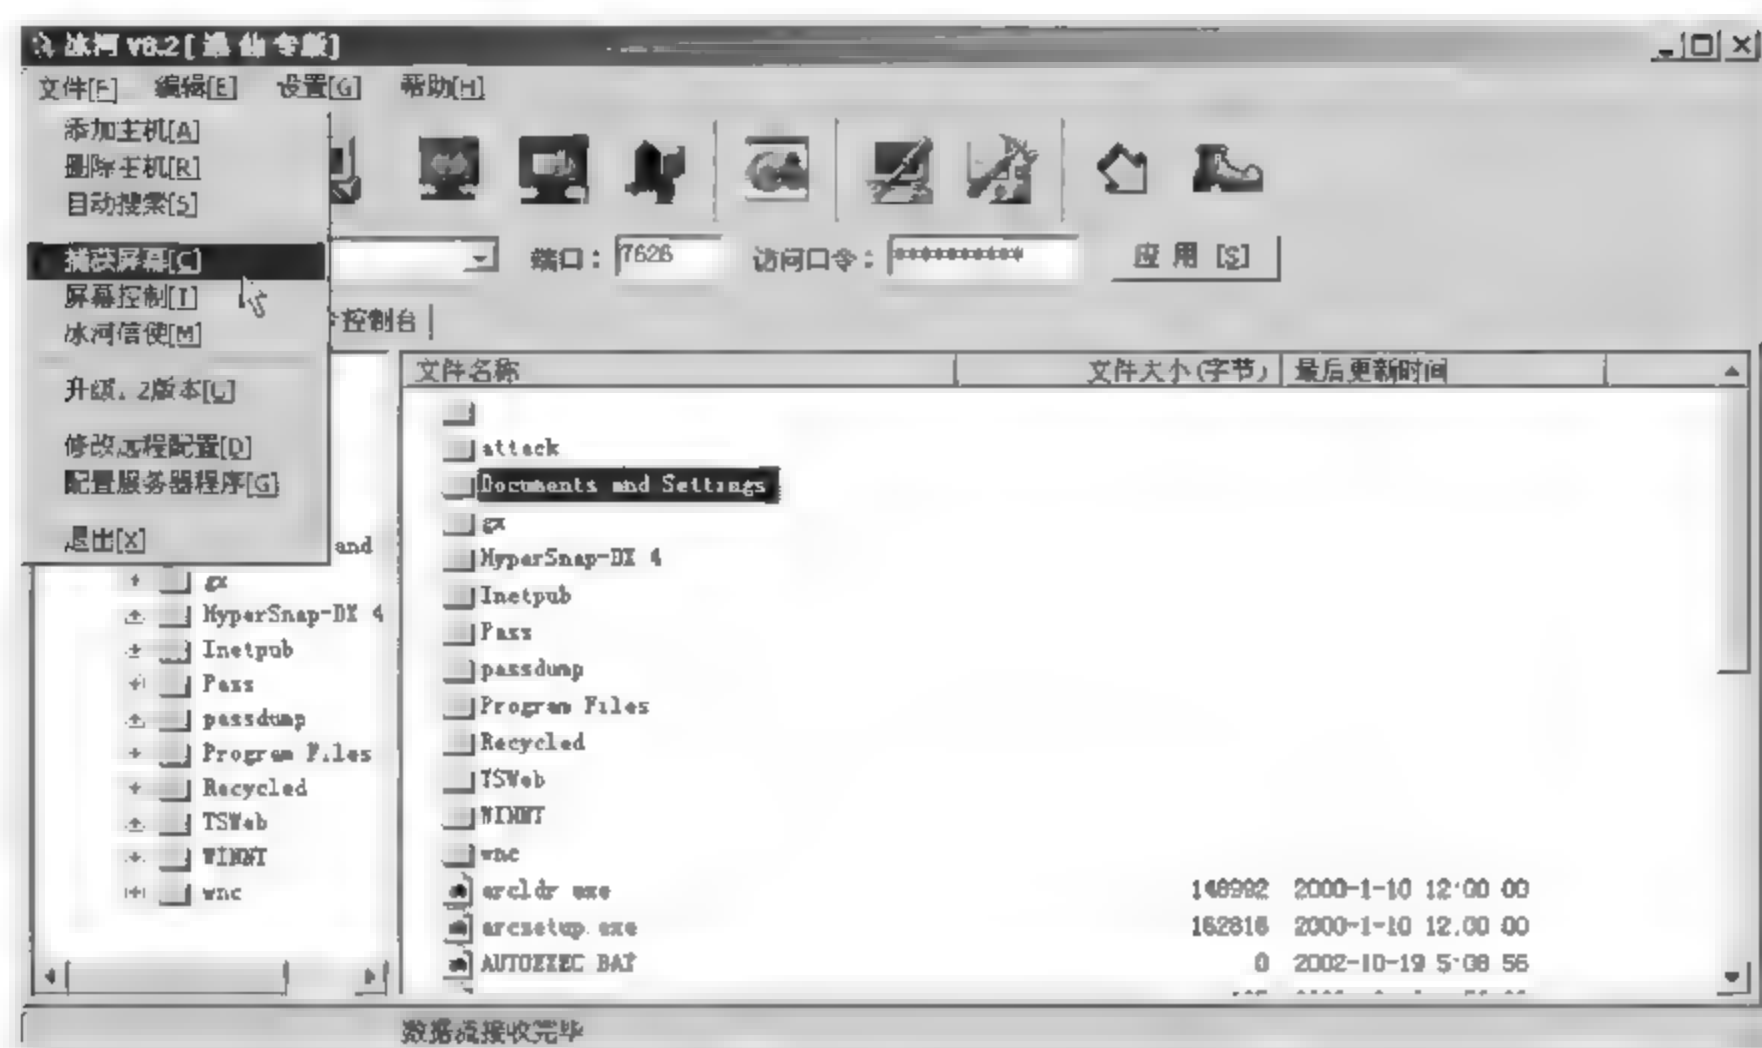 冰河 V8.2 [ 专版]
文件[F] 编辑[E] 设置[G] 帮助[H]
添加主机[A]
删除主机[R]
自动搜索[S]
捕获屏幕[C]
端口： 7626 访问口令： ********** 应 用 [S]
屏幕控制[T]
控制台
冰河信使[M]
文件名称 文件大小(字节) 最后更新时间
2版本[U]
修改远程配置[D]
配置服务器程序[G]
退出[X]
and
gx
HyperSnap-DX 4
Inetpub
Pass
passdump
Program Files
Recycled
TSWeb
WINNT
wnc
attack
Documents and Settings
gx
HyperSnap-DX 4
Inetpub
Pass
passdump
Program Files
Recycled
TSWeb
WINNT
wnc
arcldr exe 148992 2000-1-10 12:00 00
arcsetup.exe 162816 2000-1-10 12:00 00
AUTOEXEC BAT 0 2002-10-19 5:08 56
数据流接收完毕